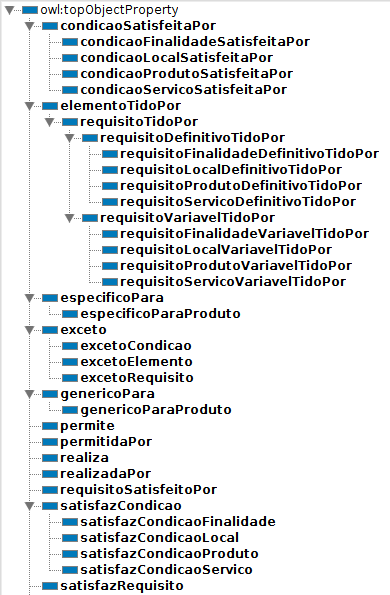 owl:topObjectProperty
condicaoSatisfeitaPor
condicaoFinalidadeSatisfeitaPor
condicaoLocalSatisfeitaPor
condicaoProdutoSatisfeitaPor
condicaoServicoSatisfeitaPor
elementoTidoPor
requisitoTidoPor
requisitoDefinitivoTidoPor
requisitoFinalidadeDefinitivoTidoPor
requisitoLocalDefinitivoTidoPor
requisitoProdutoDefinitivoTidoPor
requisitoServicoDefinitivoTidoPor
requisitoVariavelTidoPor
requisitoFinalidadeVariavelTidoPor
requisitoLocalVariavelTidoPor
requisitoProdutoVariavelTidoPor
requisitoServicoVariavelTidoPor
especificoPara
especificoParaProduto
exceto
excetoCondicao
excetoElemento
excetoRequisito
genericoPara
genericoParaProduto
permite
permitidaPor
realiza
realizadaPor
requisitoSatisfeitoPor
satisfazCondicao
satisfazCondicaoFinalidade
satisfazCondicaoLocal
satisfazCondicaoProduto
satisfazCondicaoServico
satisfazRequisito